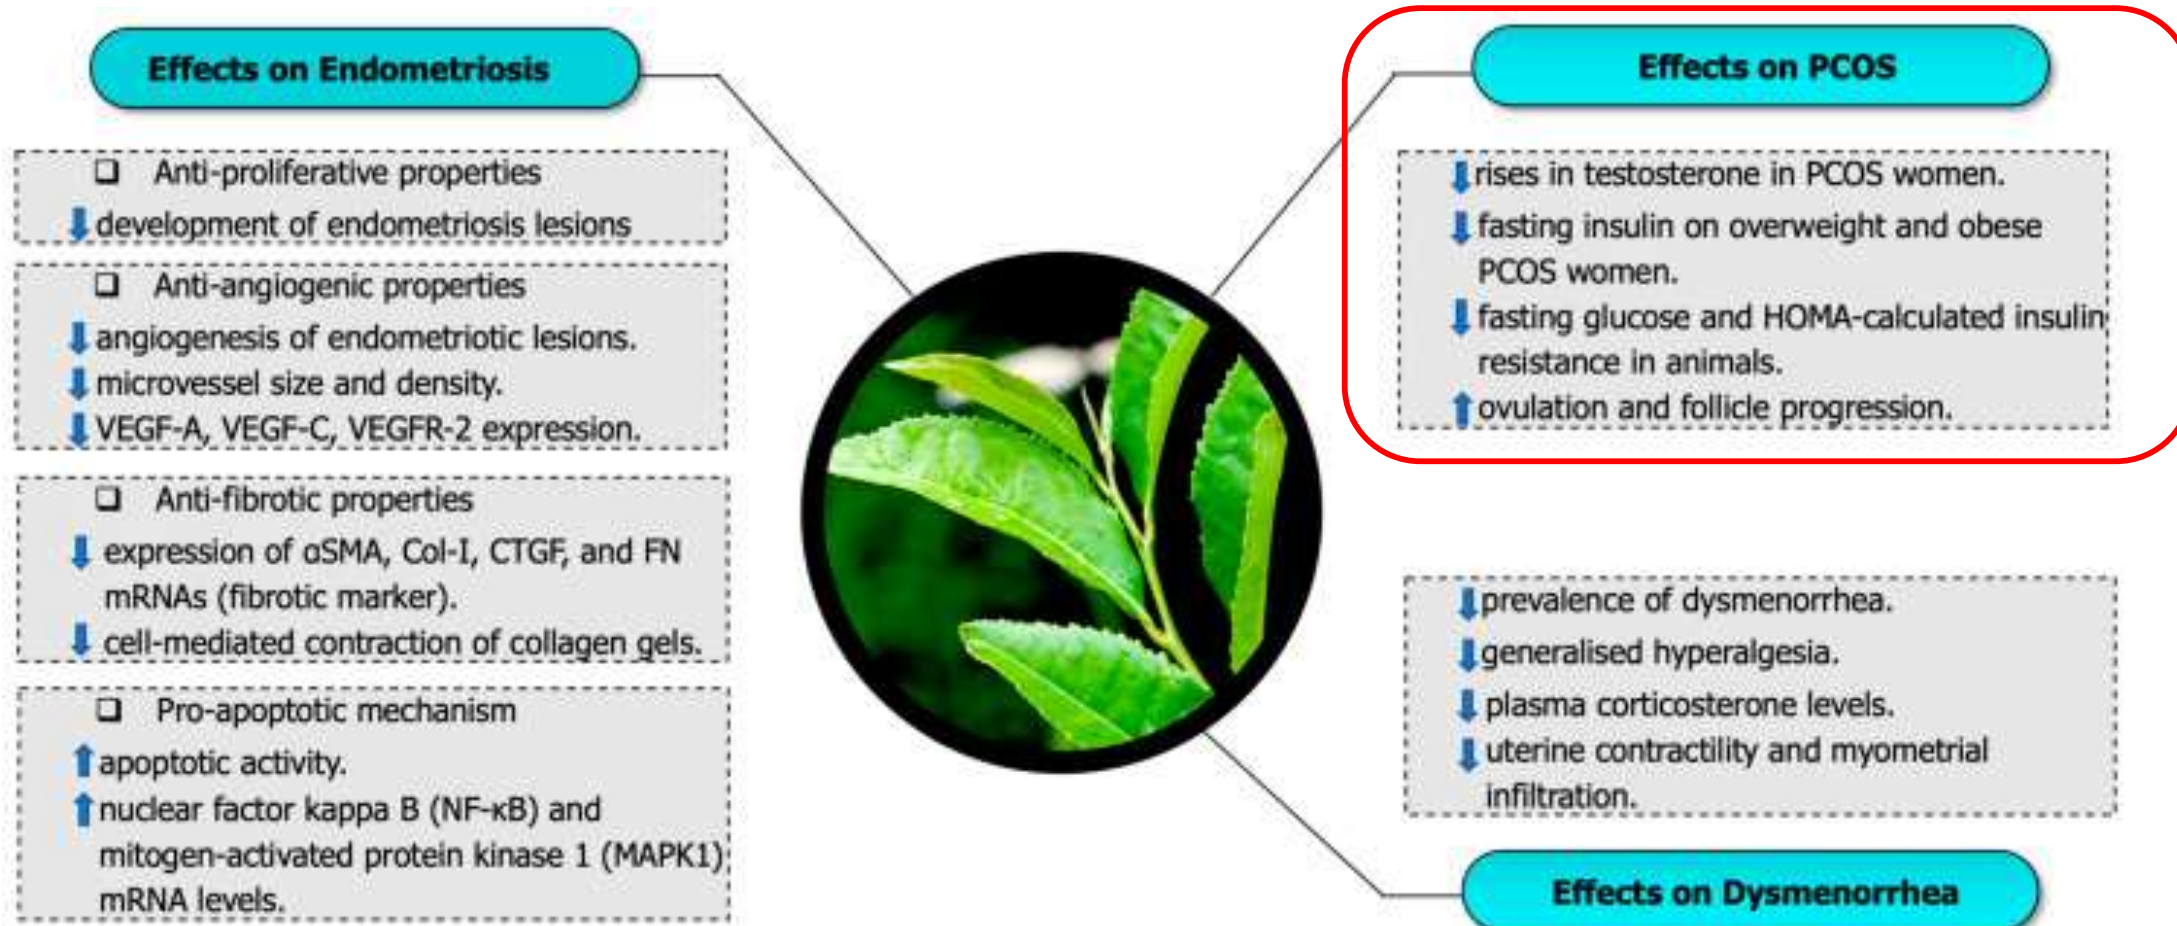 Effects on Endometriosis
❑ Anti-proliferative properties
⬇ development of endometriosis lesions
❑ Anti-angiogenic properties
⬇ angiogenesis of endometriotic lesions.
⬇ microvessel size and density.
⬇ VEGF-A, VEGF-C, VEGFR-2 expression.
❑ Anti-fibrotic properties
⬇ expression of αSMA, Col-I, CTGF, and FN
mRNAs (fibrotic marker).
⬇ cell-mediated contraction of collagen gels.
❑ Pro-apoptotic mechanism
⬆ apoptotic activity.
⬆ nuclear factor kappa B (NF-κB) and
mitogen-activated protein kinase 1 (MAPK1)
mRNA levels.
Effects on PCOS
⬇ rises in testosterone in PCOS women.
⬇ fasting insulin on overweight and obese
PCOS women.
⬇ fasting glucose and HOMA-calculated insulin
resistance in animals.
⬆ ovulation and follicle progression.
⬇ prevalence of dysmenorrhea.
⬇ generalised hyperalgesia.
⬇ plasma corticosterone levels.
⬇ uterine contractility and myometrial
infiltration.
Effects on Dysmenorrhea